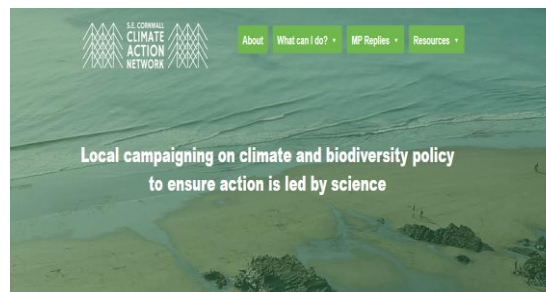 S.E. CORNWALL
CLIMATE
ACTION
NETWORK
About What can I do? MP Replies Resources
Local campaigning on climate and biodiversity policy
to ensure action is led by science